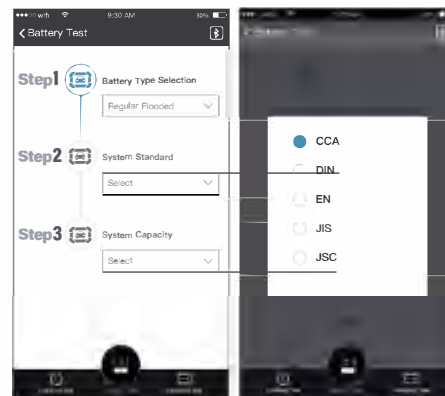 wifi 9:30 AM 30%
Battery Test
Step1 Battery Type Selection
Regular Flooded
Step2 System Standard
Select
Step3 System Capacity
Select
CCA
DIN
EN
JIS
JSC